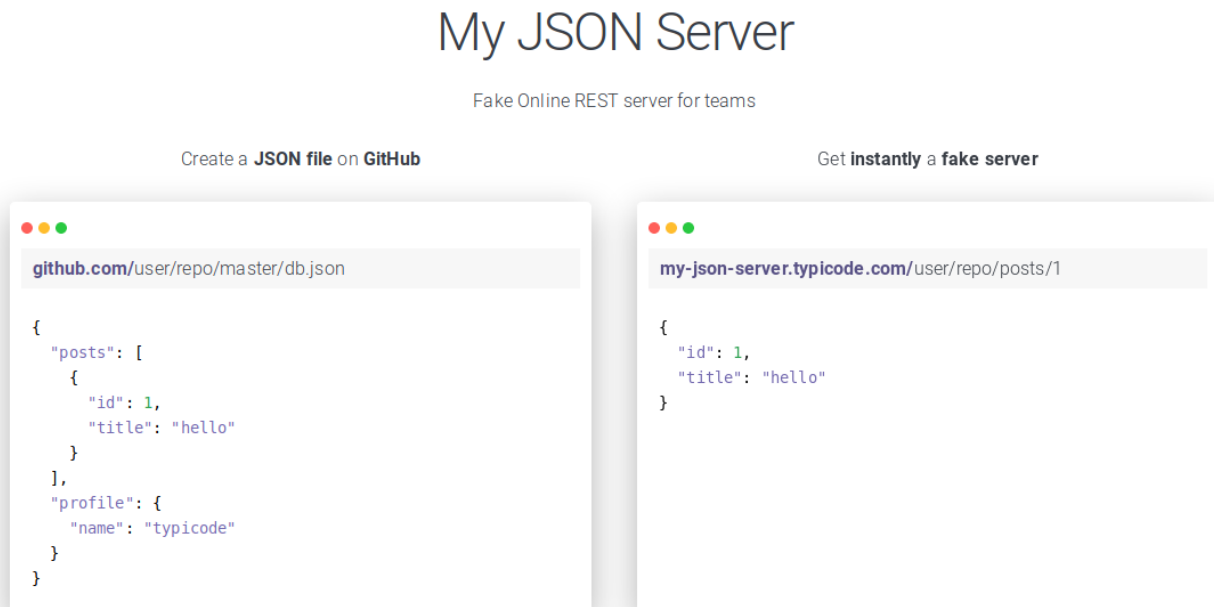 My JSON Server
Fake Online REST server for teams
Create a JSON file on GitHub
github.com/user/repo/master/db.json
{
  "posts": [
    {
      "id": 1,
      "title": "hello"
    }
  ],
  "profile": {
    "name": "typicode"
  }
}
Get instantly a fake server
my-json-server.typicode.com/user/repo/posts/1
{
  "id": 1,
  "title": "hello"
}